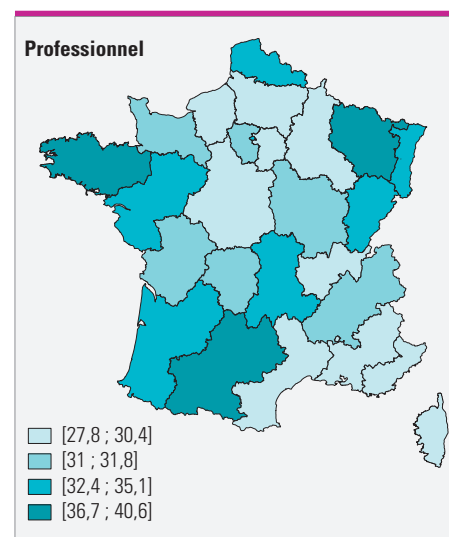 Professionnel
[27,8 ; 30,4]
[31 ; 31,8]
[32,4 ; 35,1]
[36,7 ; 40,6]